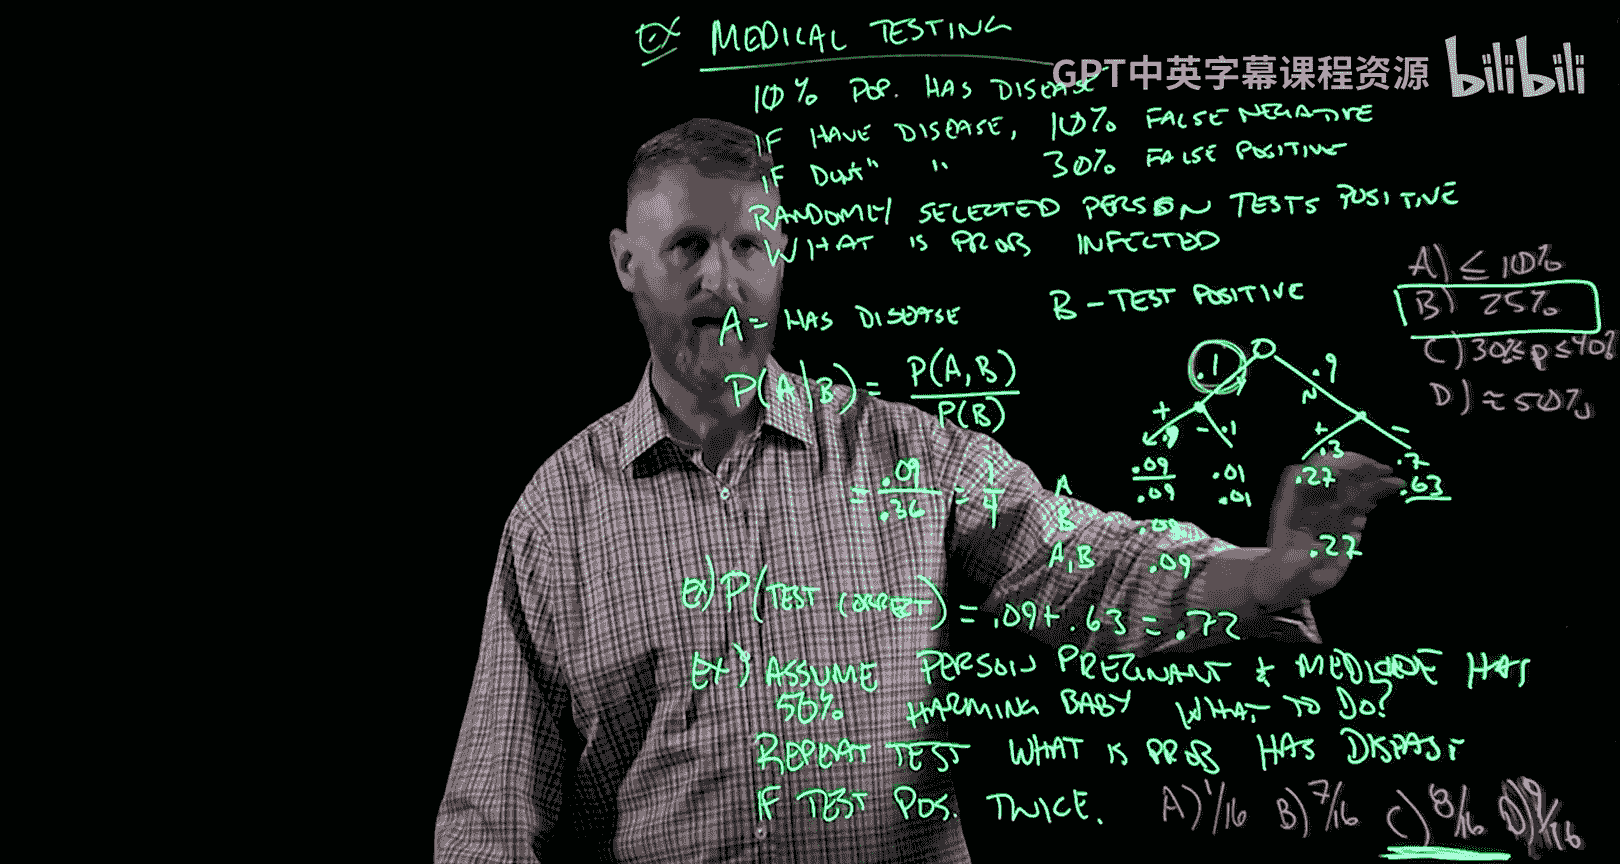 EX MEDICAL TESTING
GPT中英字幕课程资源 bilibili
10% POP. HAS DISEASE
IF HAVE DISEASE, 10% FALSE NEGATIVE
IF DON'T " " 30% FALSE POSITIVE
RANDOMLY SELECTED PERSON TESTS POSITIVE
WHAT IS PROB INFECTED
A) ≤ 10%
B) 25%
C) 30% ≤ P ≤ 40%
D) ≈ 50%
A - HAS DISEASE B - TEST POSITIVE
P(A|B) = P(A,B) / P(B)
= .09/.36 = 1/4
.1 .9
N
+ - + -
.9 .1 .3 .7
A .09 .01 .27 .63
.09 .01
B .09
A,B .09 .27
EX) P(TEST CORRECT) = .09 + .63 = .72
EX) ASSUME PERSON PREGNANT & MEDICINE HAS
50% HARMING BABY WHAT TO DO?
REPEAT TEST WHAT IS PROB HAS DISEASE
IF TEST POS. TWICE. A) 1/16 B) 7/16 C) 8/16 D) 9/16